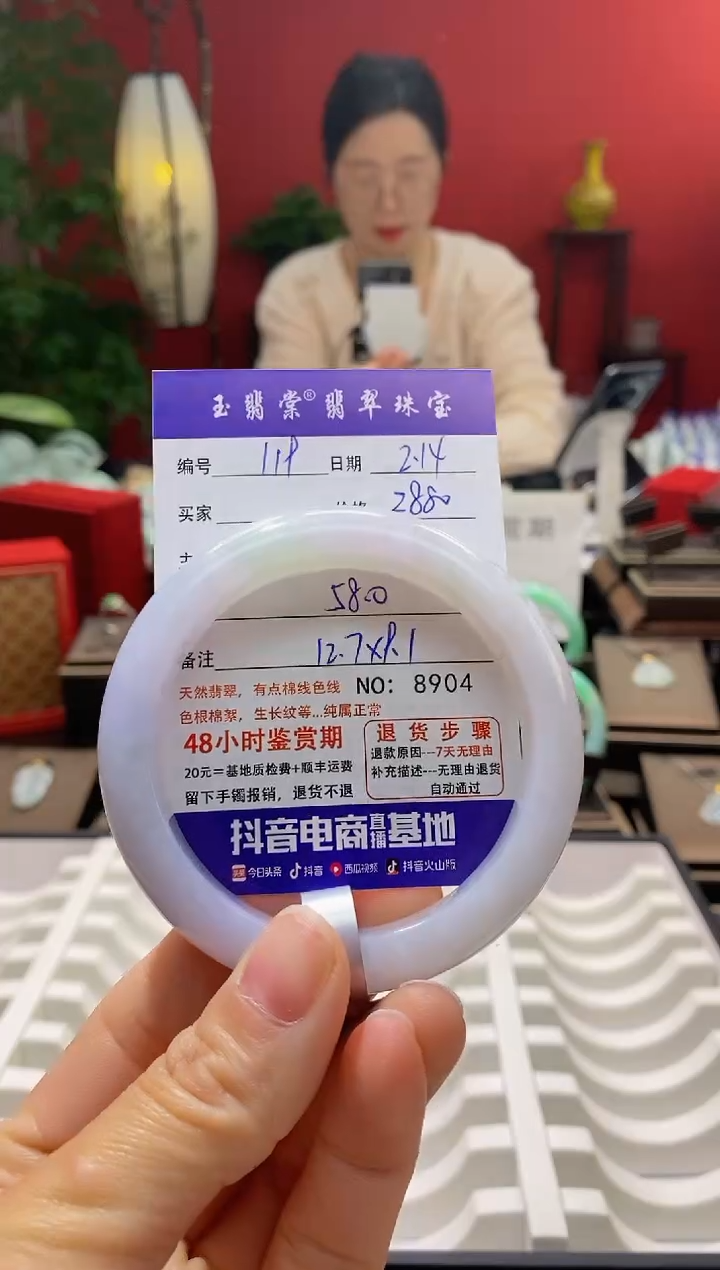 玉翡棠®翡翠珠宝
编号 118 日期 2.14
买家 价格 2880
58.0
备注 12.7×8.1
天然翡翠，有点棉线色线 NO: 8904
色根棉絮，生长纹等...纯属正常
48小时鉴赏期
20元＝基地质检费+顺丰运费
留下手镯报销，退货不退
退货步骤
退款原因---7天无理由
补充描述---无理由退货
自动通过
抖音电商直播基地
头条 今日头条 抖音 西瓜视频 抖音火山版